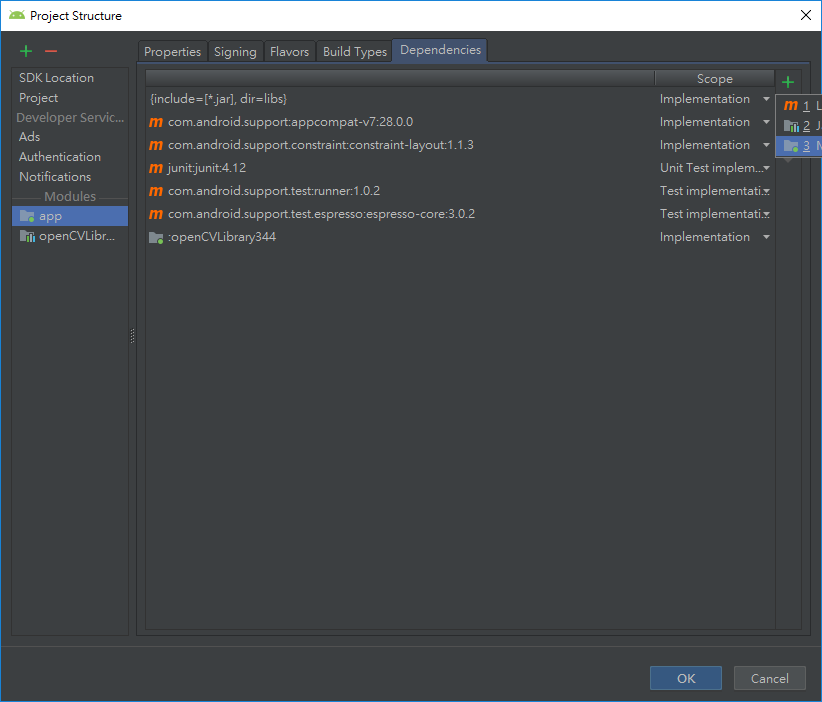 Project Structure
Properties Signing Flavors Build Types Dependencies
SDK Location
Project
Developer Servic...
Ads
Authentication
Notifications
Modules
app
openCVLibr...
Scope
{include=[*.jar], dir=libs} Implementation
m com.android.support:appcompat-v7:28.0.0 Implementation
m com.android.support.constraint:constraint-layout:1.1.3 Implementation
m junit:junit:4.12 Unit Test implem...
m com.android.support.test:runner:1.0.2 Test implementati...
m com.android.support.test.espresso:espresso-core:3.0.2 Test implementati...
:openCVLibrary344 Implementation
m 1 L
2 J
3 M
OK Cancel